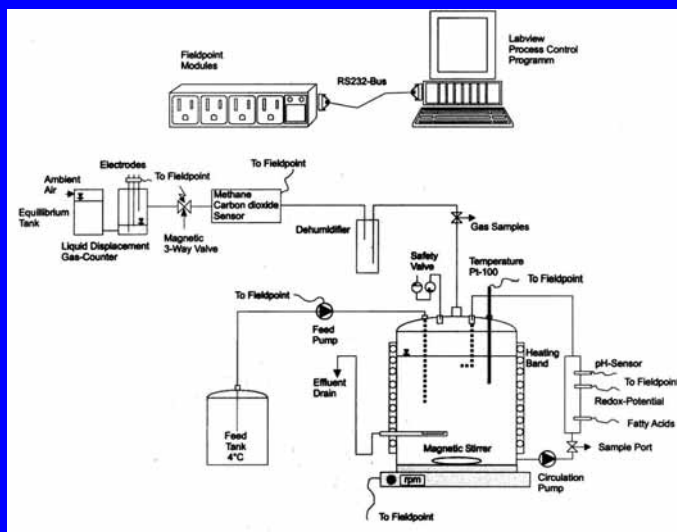 Fieldpoint
Modules
RS232-Bus
Labview
Process Control
Programm
Electrodes
Ambient
Air
To Fieldpoint
Equillibrium
Tank
Liquid Displacement
Gas-Counter
Magnetic
3-Way Valve
To Fieldpoint
Methane
Carbon dioxide
Sensor
Dehumidifier
Gas Samples
Safety
Valve
Temperature
Pt-100
To Fieldpoint
To Fieldpoint
Feed
Pump
Heating
Band
pH-Sensor
To Fieldpoint
Redox-Potential
Fatty Acids
Effluent
Drain
Feed
Tank
4°C
Magnetic Stirrer
Sample Port
rpm
Circulation
Pump
To Fieldpoint